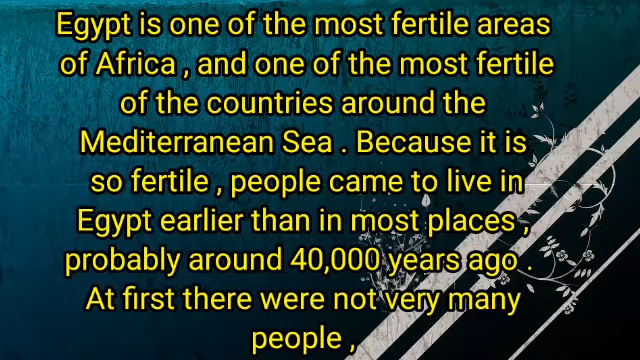 Egypt is one of the most fertile areas
of Africa , and one of the most fertile
of the countries around the
Mediterranean Sea . Because it is
so fertile , people came to live in
Egypt earlier than in most places ,
probably around 40,000 years ago .
At first there were not very many
people ,